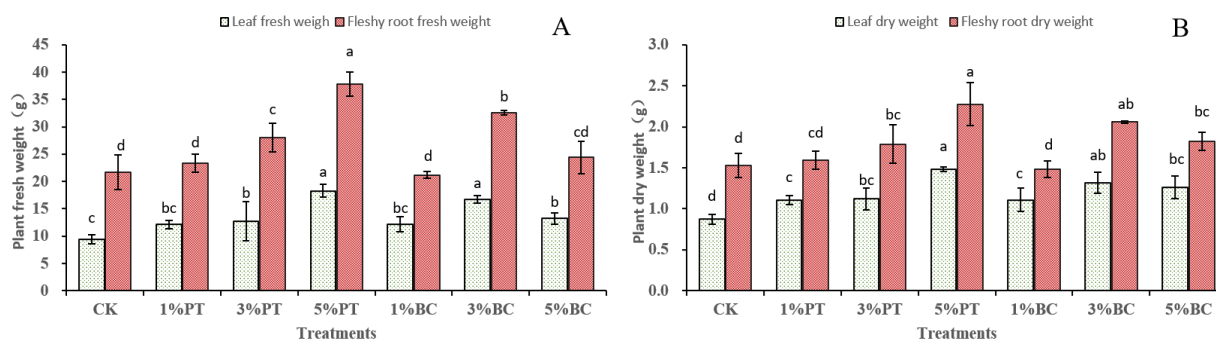 Leaf fresh weigh Fleshy root fresh weight
A
Plant fresh weight（g）
45
40
35
30
25
20
15
10
5
0
c d bc d b c a a bc d a b b cd
CK 1%PT 3%PT 5%PT 1%BC 3%BC 5%BC
Treatments
Leaf dry weight Fleshy root dry weight
B
Plant dry weight（g）
3.0
2.5
2.0
1.5
1.0
0.5
0.0
d d c cd bc bc a a c d ab ab bc bc
CK 1%PT 3%PT 5%PT 1%BC 3%BC 5%BC
Treatments